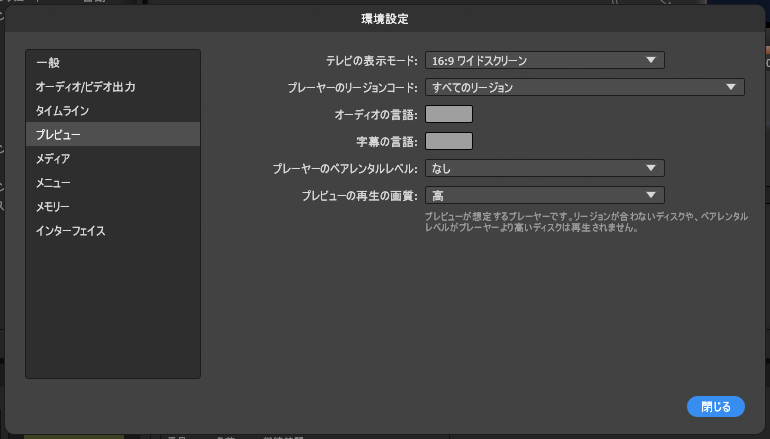 環境設定
一般
オーディオ/ビデオ出力
タイムライン
プレビュー
メディア
メニュー
メモリー
インターフェイス
テレビの表示モード: 16:9 ワイドスクリーン
プレーヤーのリージョンコード: すべてのリージョン
オーディオの言語:
字幕の言語:
プレーヤーのペアレンタルレベル: なし
プレビューの再生の画質: 高
プレビューが想定するプレーヤーです。リージョンが合わないディスクや、ペアレンタル
レベルがプレーヤーより高いディスクは再生されません。
閉じる